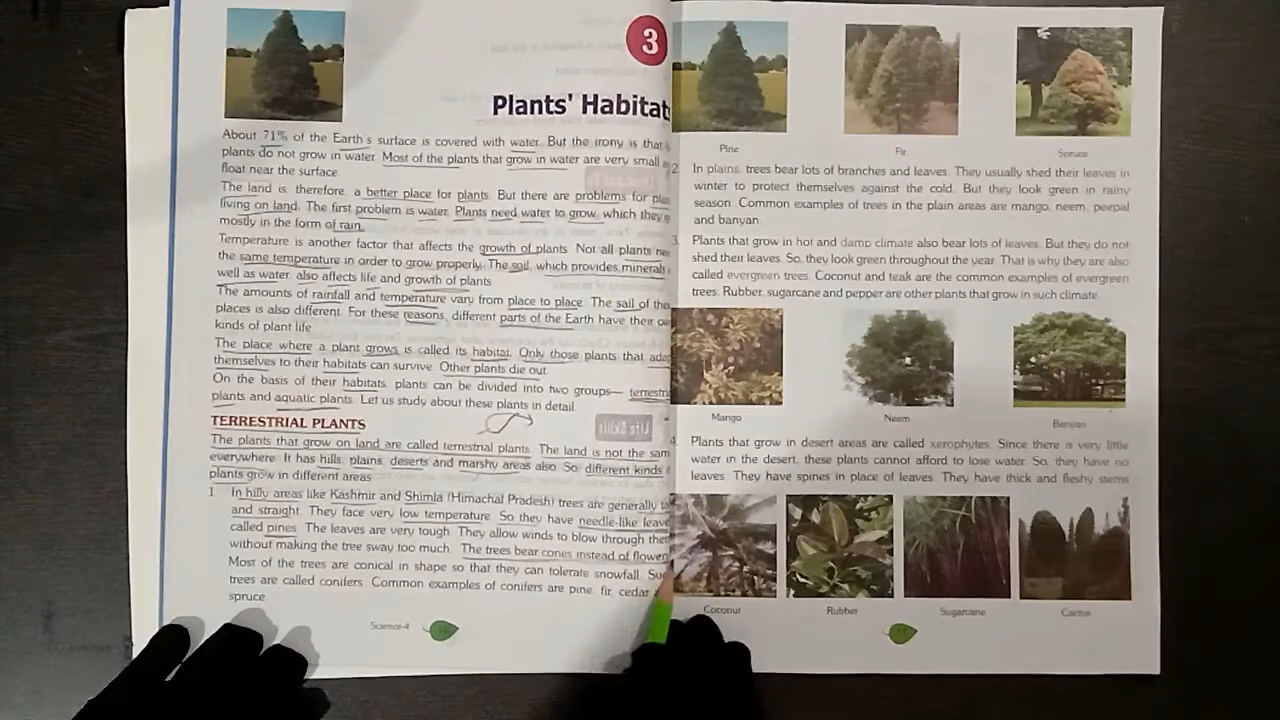 3
Plants' Habitat
About 71% of the Earth's surface is covered with water. But the irony is that
plants do not grow in water. Most of the plants that grow in water are very small
float near the surface.
The land is, therefore, a better place for plants. But there are problems for
living on land. The first problem is water. Plants need water to grow, which they
mostly in the form of rain.
Temperature is another factor that affects the growth of plants. Not all plants
the same temperature in order to grow properly. The soil, which provides minerals
well as water, also affects life and growth of plants.
The amounts of rainfall and temperature vary from place to place. The sail of
places is also different. For these reasons, different parts of the Earth have their
kinds of plant life.
The place where a plant grows is called its habitat. Only those plants that
themselves to their habitats can survive. Other plants die out.
On the basis of their habitats, plants can be divided into two groups—
plants and aquatic plants. Let us study about these plants in detail.
Life Skills
TERRESTRIAL PLANTS
The plants that grow on land are called terrestrial plants. The land is not the
everywhere. It has hills, plains, deserts and marshy areas also. So, different kinds
plants grow in different areas.
1. In hilly areas like Kashmir and Shimla (Himachal Pradesh) trees are generally
and straight. They face very low temperature. So they have needle-like
called pines. The leaves are very tough. They allow winds to blow through
without making the tree sway too much. The trees bear cones instead of
Most of the trees are conical in shape so that they can tolerate snowfall.
trees are called conifers. Common examples of conifers are pine, fir, cedar
spruce.
Science-4
Pine
Fir
Spruce
2. In plains, trees bear lots of branches and leaves. They usually shed their leaves in
winter to protect themselves against the cold. But they look green in rainy
season. Common examples of trees in the plain areas are mango, neem, peepal
and banyan.
3. Plants that grow in hot and damp climate also bear lots of leaves. But they do not
shed their leaves. So, they look green throughout the year. That is why they are also
called evergreen trees. Coconut and teak are the common examples of evergreen
trees. Rubber, sugarcane and pepper are other plants that grow in such climate.
Mango
Neem
Banyan
4. Plants that grow in desert areas are called xerophytes. Since there is very little
water in the desert, these plants cannot afford to lose water. So, they have no
leaves. They have spines in place of leaves. They have thick and fleshy stems
Coconut
Rubber
Sugarcane
Cactus